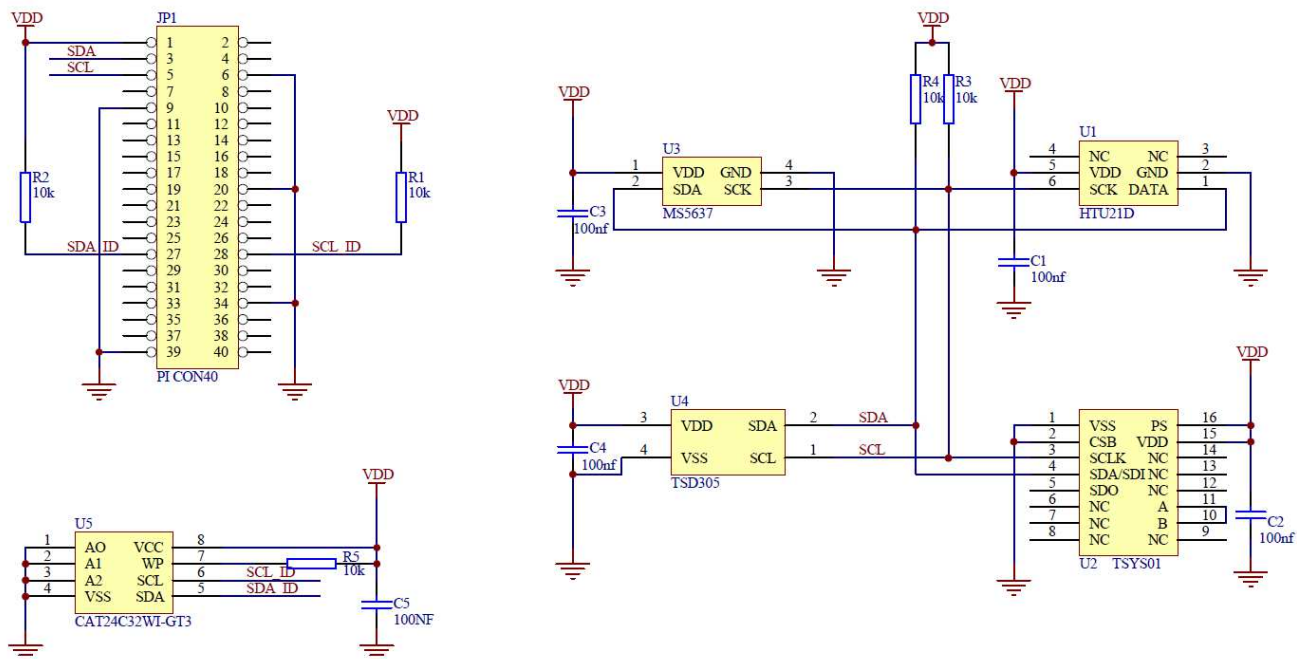 VDD
JP1
1 2
SDA 3 4
SCL 5 6
7 8
9 10
11 12
13 14
15 16
17 18
19 20
21 22
23 24
25 26
SDA_ID 27 28 SCL_ID
29 30
31 32
33 34
35 36
37 38
39 40
PI CON40
R2
10k
VDD
R1
10k
VDD
R4
10k
R3
10k
VDD
U3
1 VDD GND 4
2 SDA SCK 3
MS5637
C3
100nf
VDD
U1
4 NC NC 3
5 VDD GND 2
6 SCK DATA 1
HTU21D
C1
100nf
VDD
U4
3 VDD SDA 2 SDA
4 VSS SCL 1 SCL
TSD305
C4
100nf
VDD
1 VSS PS 16
2 CSB VDD 15
3 SCLK NC 14
4 SDA/SDI NC 13
5 SDO NC 12
6 NC A 11
7 NC B 10
8 NC NC 9
U2 TSYS01
C2
100nf
VDD
U5
1 AO VCC 8
2 A1 WP 7
3 A2 SCL 6 SCL_ID
4 VSS SDA 5 SDA_ID
CAT24C32WI-GT3
R5
10k
C5
100NF